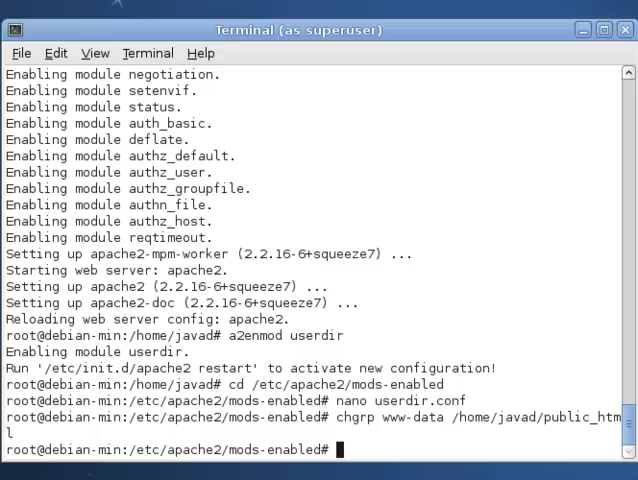 Terminal (as superuser)
File Edit View Terminal Help
Enabling module negotiation.
Enabling module setenvif.
Enabling module status.
Enabling module auth_basic.
Enabling module deflate.
Enabling module authz_default.
Enabling module authz_user.
Enabling module authz_groupfile.
Enabling module authn_file.
Enabling module authz_host.
Enabling module reqtimeout.
Setting up apache2-mpm-worker (2.2.16-6+squeeze7) ...
Starting web server: apache2.
Setting up apache2 (2.2.16-6+squeeze7) ...
Setting up apache2-doc (2.2.16-6+squeeze7) ...
Reloading web server config: apache2.
root@debian-min:/home/javad# a2enmod userdir
Enabling module userdir.
Run '/etc/init.d/apache2 restart' to activate new configuration!
root@debian-min:/home/javad# cd /etc/apache2/mods-enabled
root@debian-min:/etc/apache2/mods-enabled# nano userdir.conf
root@debian-min:/etc/apache2/mods-enabled# chgrp www-data /home/javad/public_htm
l
root@debian-min:/etc/apache2/mods-enabled#